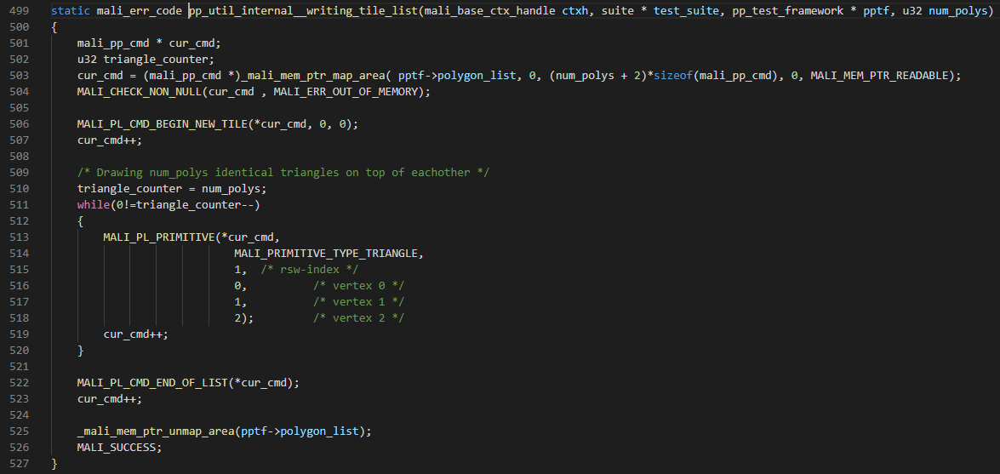 499 static mali_err_code pp_util_internal__writing_tile_list(mali_base_ctx_handle ctxh, suite * test_suite, pp_test_framework * pptf, u32 num_polys)
500 {
501     mali_pp_cmd * cur_cmd;
502     u32 triangle_counter;
503     cur_cmd = (mali_pp_cmd *)_mali_mem_ptr_map_area( pptf->polygon_list, 0, (num_polys + 2)*sizeof(mali_pp_cmd), 0, MALI_MEM_PTR_READABLE);
504     MALI_CHECK_NON_NULL(cur_cmd , MALI_ERR_OUT_OF_MEMORY);
505
506     MALI_PL_CMD_BEGIN_NEW_TILE(*cur_cmd, 0, 0);
507     cur_cmd++;
508
509     /* Drawing num_polys identical triangles on top of eachother */
510     triangle_counter = num_polys;
511     while(0!=triangle_counter--)
512     {
513         MALI_PL_PRIMITIVE(*cur_cmd,
514                             MALI_PRIMITIVE_TYPE_TRIANGLE,
515                             1,  /* rsw-index */
516                             0,          /* vertex 0 */
517                             1,          /* vertex 1 */
518                             2);         /* vertex 2 */
519         cur_cmd++;
520     }
521
522     MALI_PL_CMD_END_OF_LIST(*cur_cmd);
523     cur_cmd++;
524
525     _mali_mem_ptr_unmap_area(pptf->polygon_list);
526     MALI_SUCCESS;
527 }